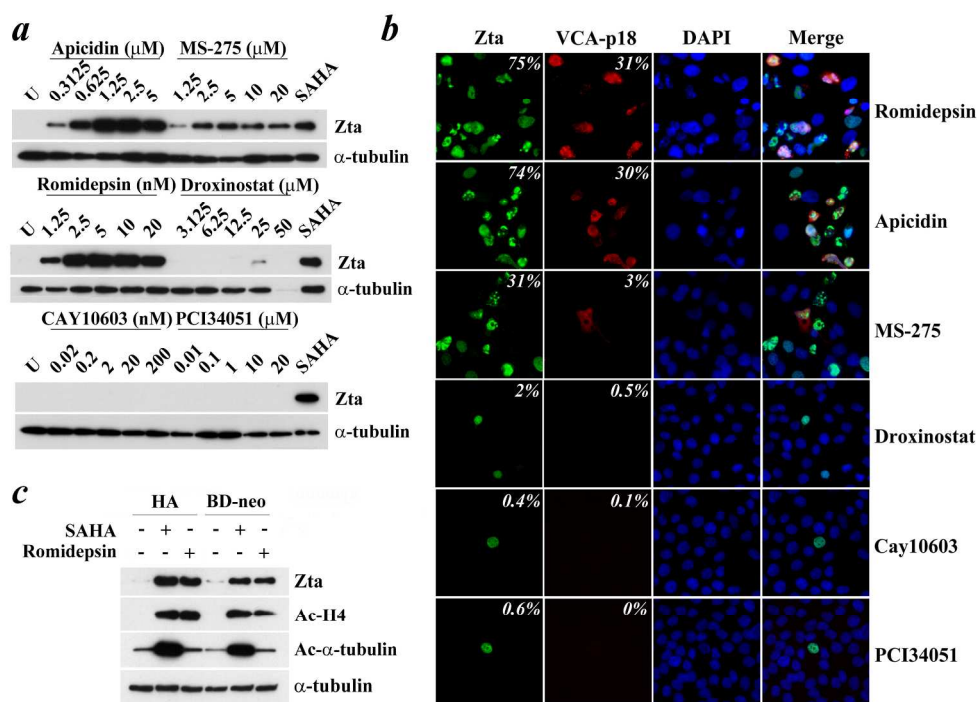 a
Apicidin (μM) MS-275 (μM)
U 0.3125 0.625 1.25 2.5 5 1.25 2.5 5 10 20 SAHA
Zta
α-tubulin
Romidepsin (nM) Droxinostat (μM)
U 1.25 2.5 5 10 20 3.125 6.25 12.5 25 50 SAHA
Zta
α-tubulin
CAY10603 (nM) PCI34051 (μM)
U 0.02 0.2 2 20 200 0.01 0.1 1 10 20 SAHA
Zta
α-tubulin
b
Zta VCA-p18 DAPI Merge
75% 31% Romidepsin
74% 30% Apicidin
31% 3% MS-275
2% 0.5% Droxinostat
0.4% 0.1% Cay10603
0.6% 0% PCI34051
c
HA BD-neo
SAHA - + - - + -
Romidepsin - - + - - +
Zta
Ac-H4
Ac-α-tubulin
α-tubulin